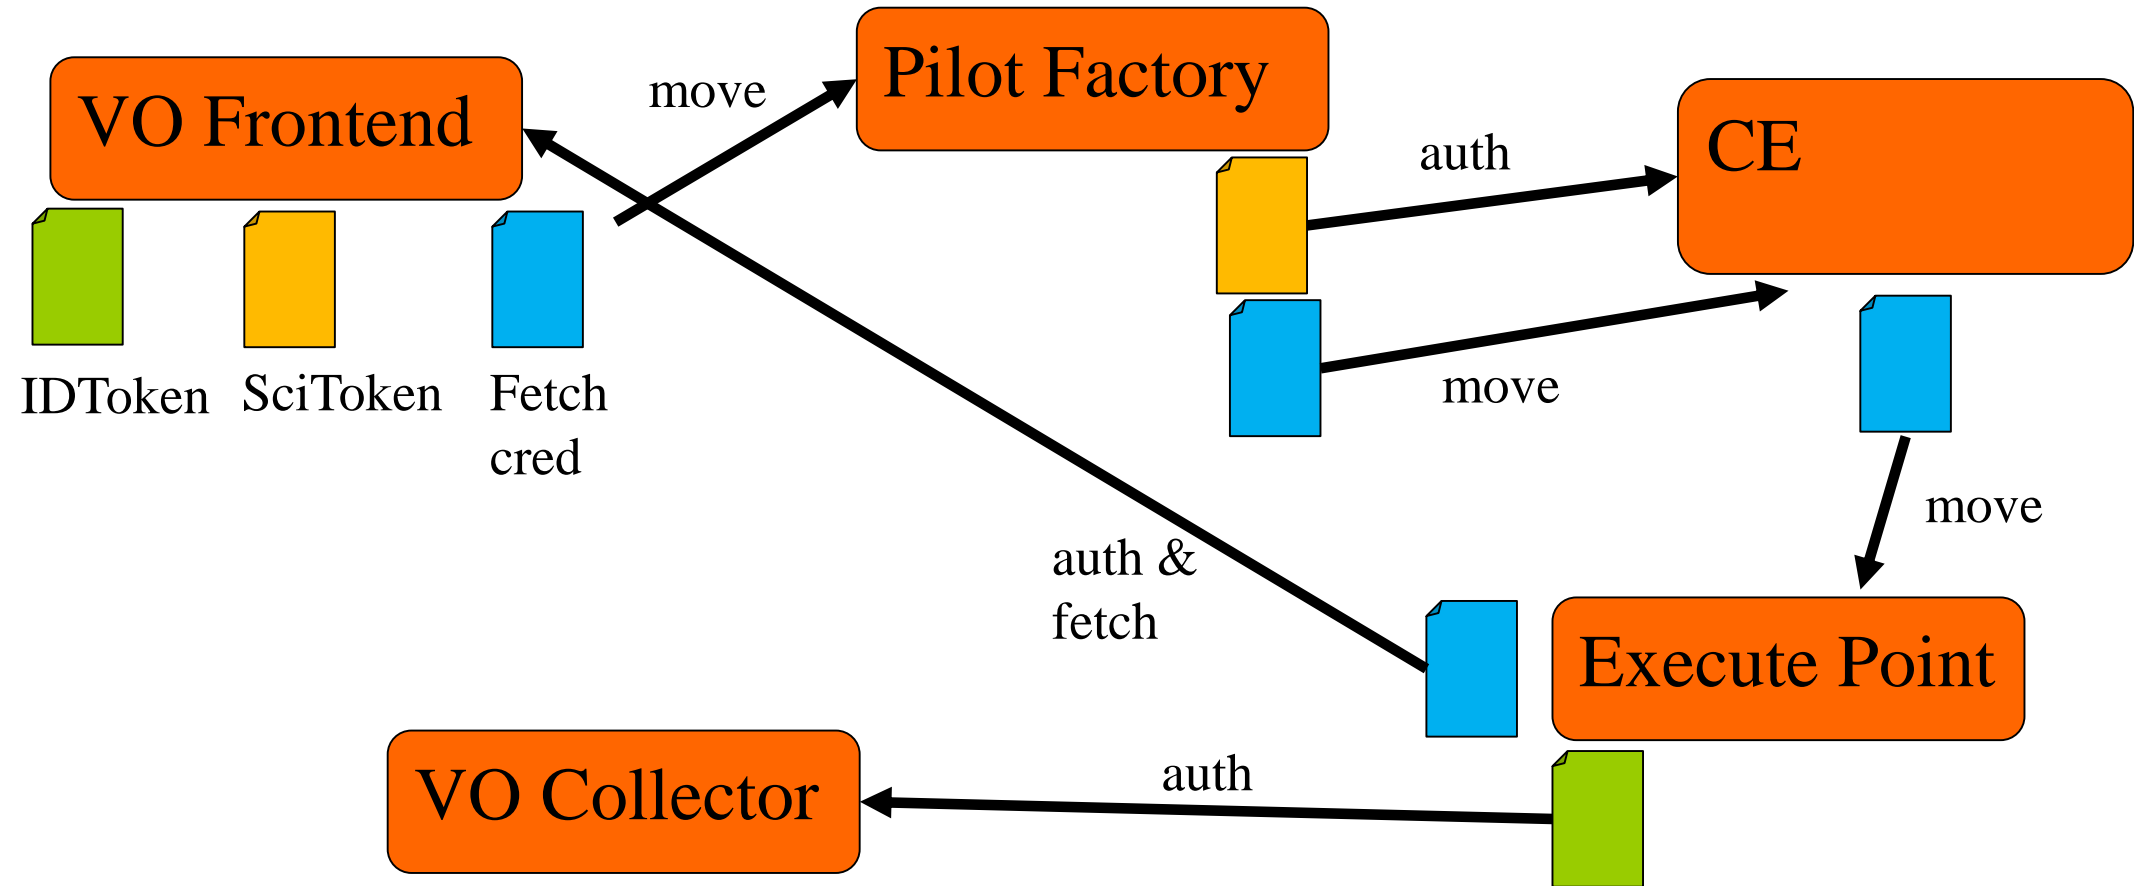 VO Frontend
move
Pilot Factory
auth
CE
IDToken
SciToken
Fetch
cred
move
move
auth &
fetch
Execute Point
VO Collector
auth